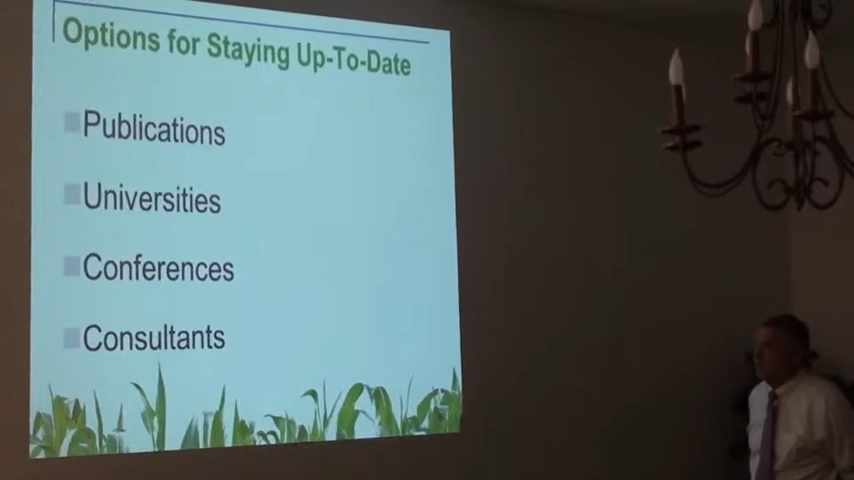 Options for Staying Up-To-Date
Publications
Universities
Conferences
Consultants